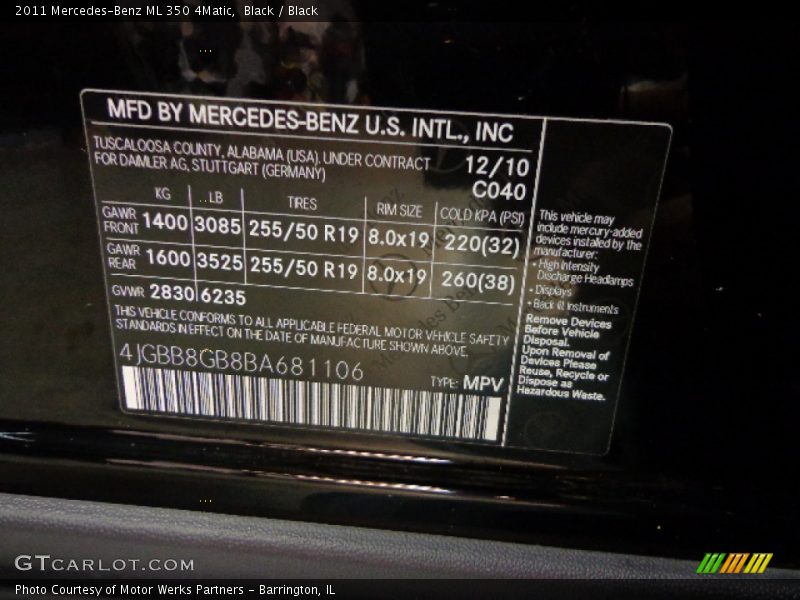 2011 Mercedes-Benz ML 350 4Matic,  Black / Black
MFD BY MERCEDES-BENZ U.S. INTL., INC
TUSCALOOSA COUNTY, ALABAMA (USA). UNDER CONTRACT
FOR DAIMLER AG, STUTTGART (GERMANY)
12/10
C040
KG LB TIRES RIM SIZE COLD KPA (PSI)
GAWR FRONT 1400 3085 255/50 R19 8.0x19 220(32)
GAWR REAR 1600 3525 255/50 R19 8.0x19 260(38)
GVWR 2830 6235
THIS VEHICLE CONFORMS TO ALL APPLICABLE FEDERAL MOTOR VEHICLE SAFETY
STANDARDS IN EFFECT ON THE DATE OF MANUFACTURE SHOWN ABOVE.
4JGBB8GB8BA681106
TYPE: MPV
This vehicle may
include mercury-added
devices installed by the
manufacturer:
• High Intensity
Discharge Headlamps
• Displays
• Back lit Instruments
Remove Devices
Before Vehicle
Disposal.
Upon Removal of
Devices Please
Reuse, Recycle or
Dispose as
Hazardous Waste.
GTCARLOT.COM
Photo Courtesy of Motor Werks Partners - Barrington, IL